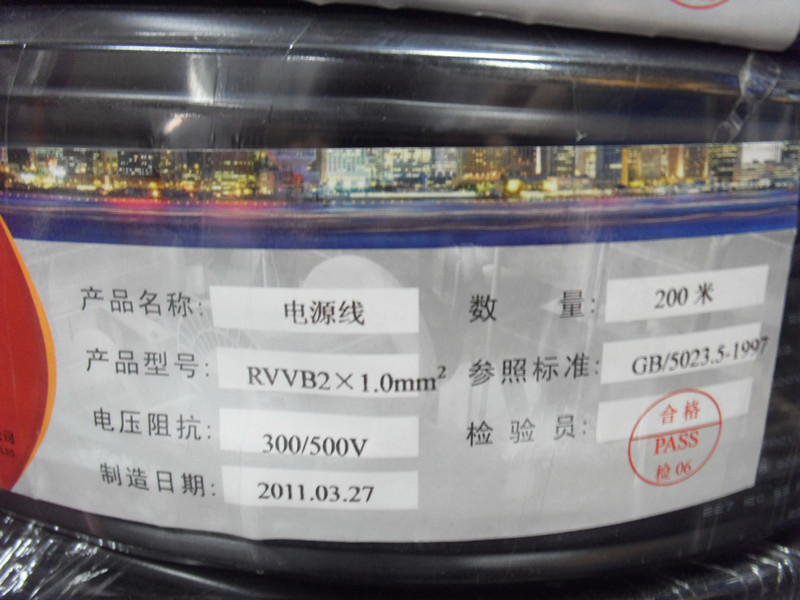 产品名称: 电源线
数 量: 200 米
产品型号: RVVB2×1.0mm²
参照标准: GB/5023.5-1997
电压阻抗: 300/500V
检 验 员:
合格
PASS
检 06
制造日期: 2011.03.27